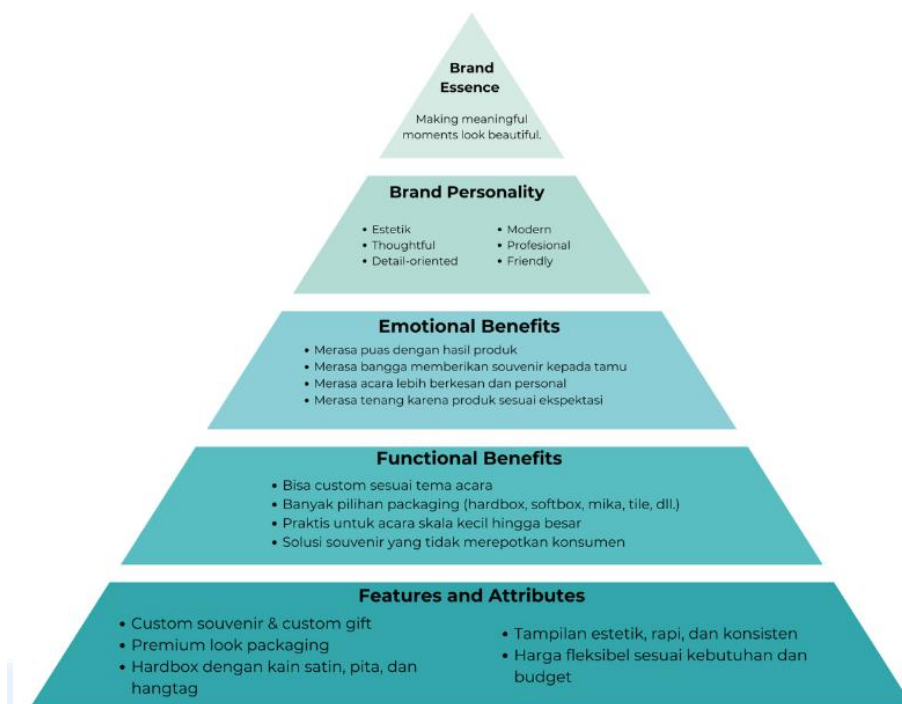 Brand
Essence
Making meaningful
moments look beautiful.
Brand Personality
• Estetik
• Thoughtful
• Detail-oriented
• Modern
• Profesional
• Friendly
Emotional Benefits
• Merasa puas dengan hasil produk
• Merasa bangga memberikan souvenir kepada tamu
• Merasa acara lebih berkesan dan personal
• Merasa tenang karena produk sesuai ekspektasi
Functional Benefits
• Bisa custom sesuai tema acara
• Banyak pilihan packaging (hardbox, softbox, mika, tile, dll.)
• Praktis untuk acara skala kecil hingga besar
• Solusi souvenir yang tidak merepotkan konsumen
Features and Attributes
• Custom souvenir & custom gift
• Premium look packaging
• Hardbox dengan kain satin, pita, dan
hangtag
• Tampilan estetik, rapi, dan konsisten
• Harga fleksibel sesuai kebutuhan dan
budget